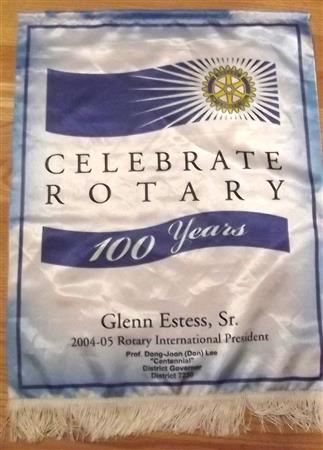 CELEBRATE
ROTARY
100 Years
Glenn Estess, Sr.
2004-05 Rotary International President
Prof. Dong-Joon (Don) Lee
"Centennial"
District Governor
District 7230